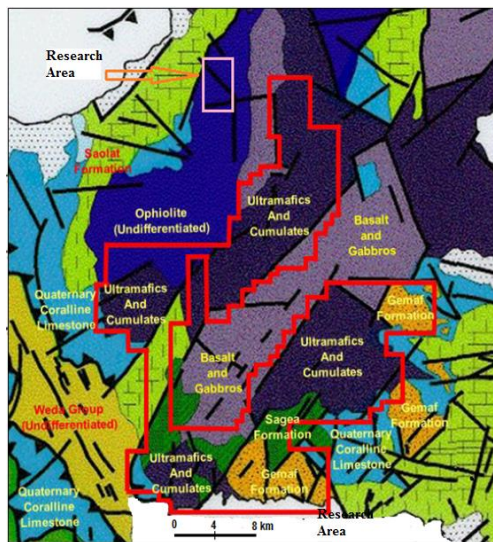 Research
Area
Saolat
Formation
Ophiolite
(Undifferentiated)
Ultramafics
And
Cumulates
Basalt
and
Gabbros
Quaternary
Coralline
Limestone
Ultramafics
And
Cumulates
Gemaf
Formation
Ultramafics
And
Cumulates
Basalt
and
Gabbros
Weda Group
(Undifferentiated)
Sagea
Formation
Gemaf
Formation
Quaternary
Coralline
Limestone
Ultramafics
And
Cumulates
Gemaf
Formation
Quaternary
Coralline
Limestone
0 4 8 km
Research
Area